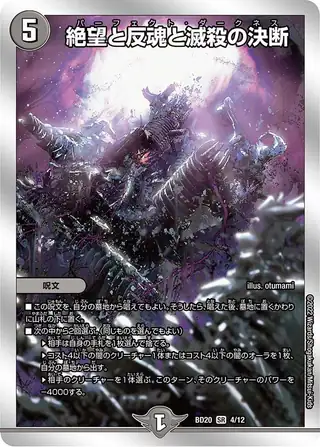 5
パーフェクト・ダークネス
絶望と反魂と滅殺の決断
呪文
illus. otumami
■この呪文を、自分の墓地から唱えてもよい。そうしたら、唱えた後、墓地に置くかわり
に山札の下に置く。
■次の中から2回選ぶ。(同じものを選んでもよい)
▶相手は自身の手札を1枚選んで捨てる。
▶コスト4以下の闇のクリーチャー1体またはコスト4以下の闇のオーラを1枚、
自分の墓地から出す。
▶相手のクリーチャーを1体選ぶ。このターン、そのクリーチャーのパワーを
-4000する。
BD20 SR 4/12